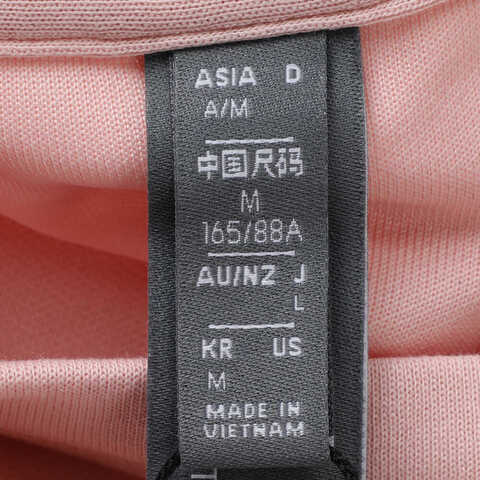 ASIA D
A/M
中国尺码
M
165/88A
AU/NZ J
L
KR US
M
MADE IN
VIETNAM